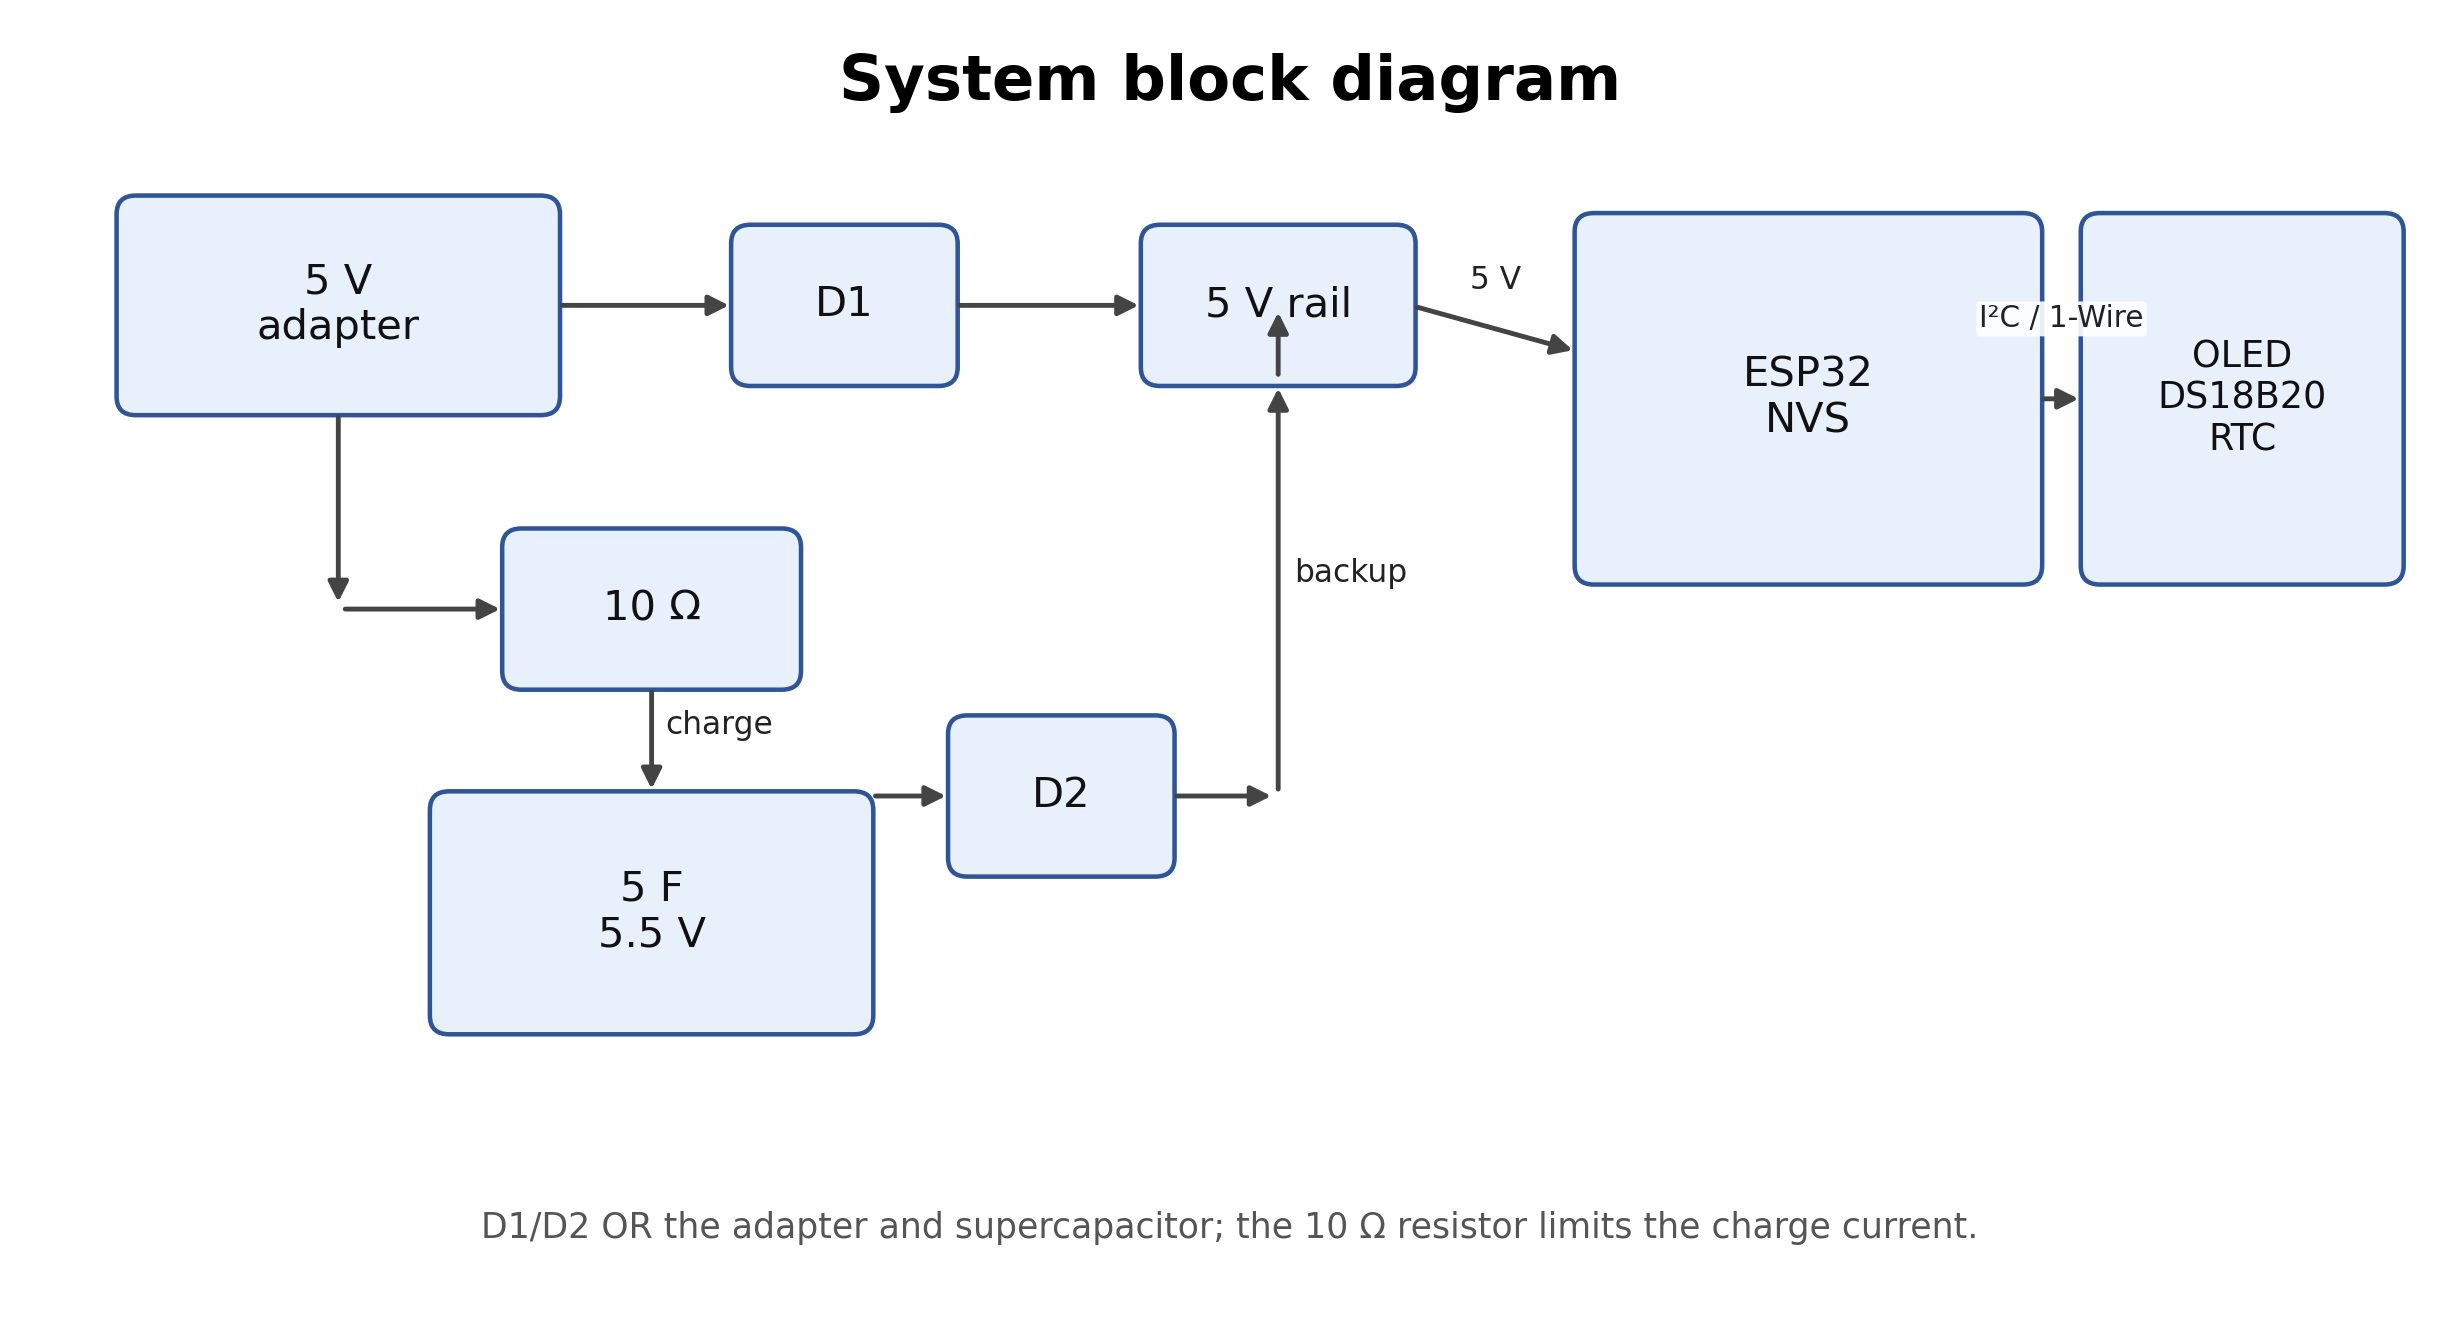 System block diagram
5 V
adapter
D1
5 V rail
5 V
ESP32
NVS
I²C / 1-Wire
OLED
DS18B20
RTC
10 Ω
backup
charge
D2
5 F
5.5 V
D1/D2 OR the adapter and supercapacitor; the 10 Ω resistor limits the charge current.